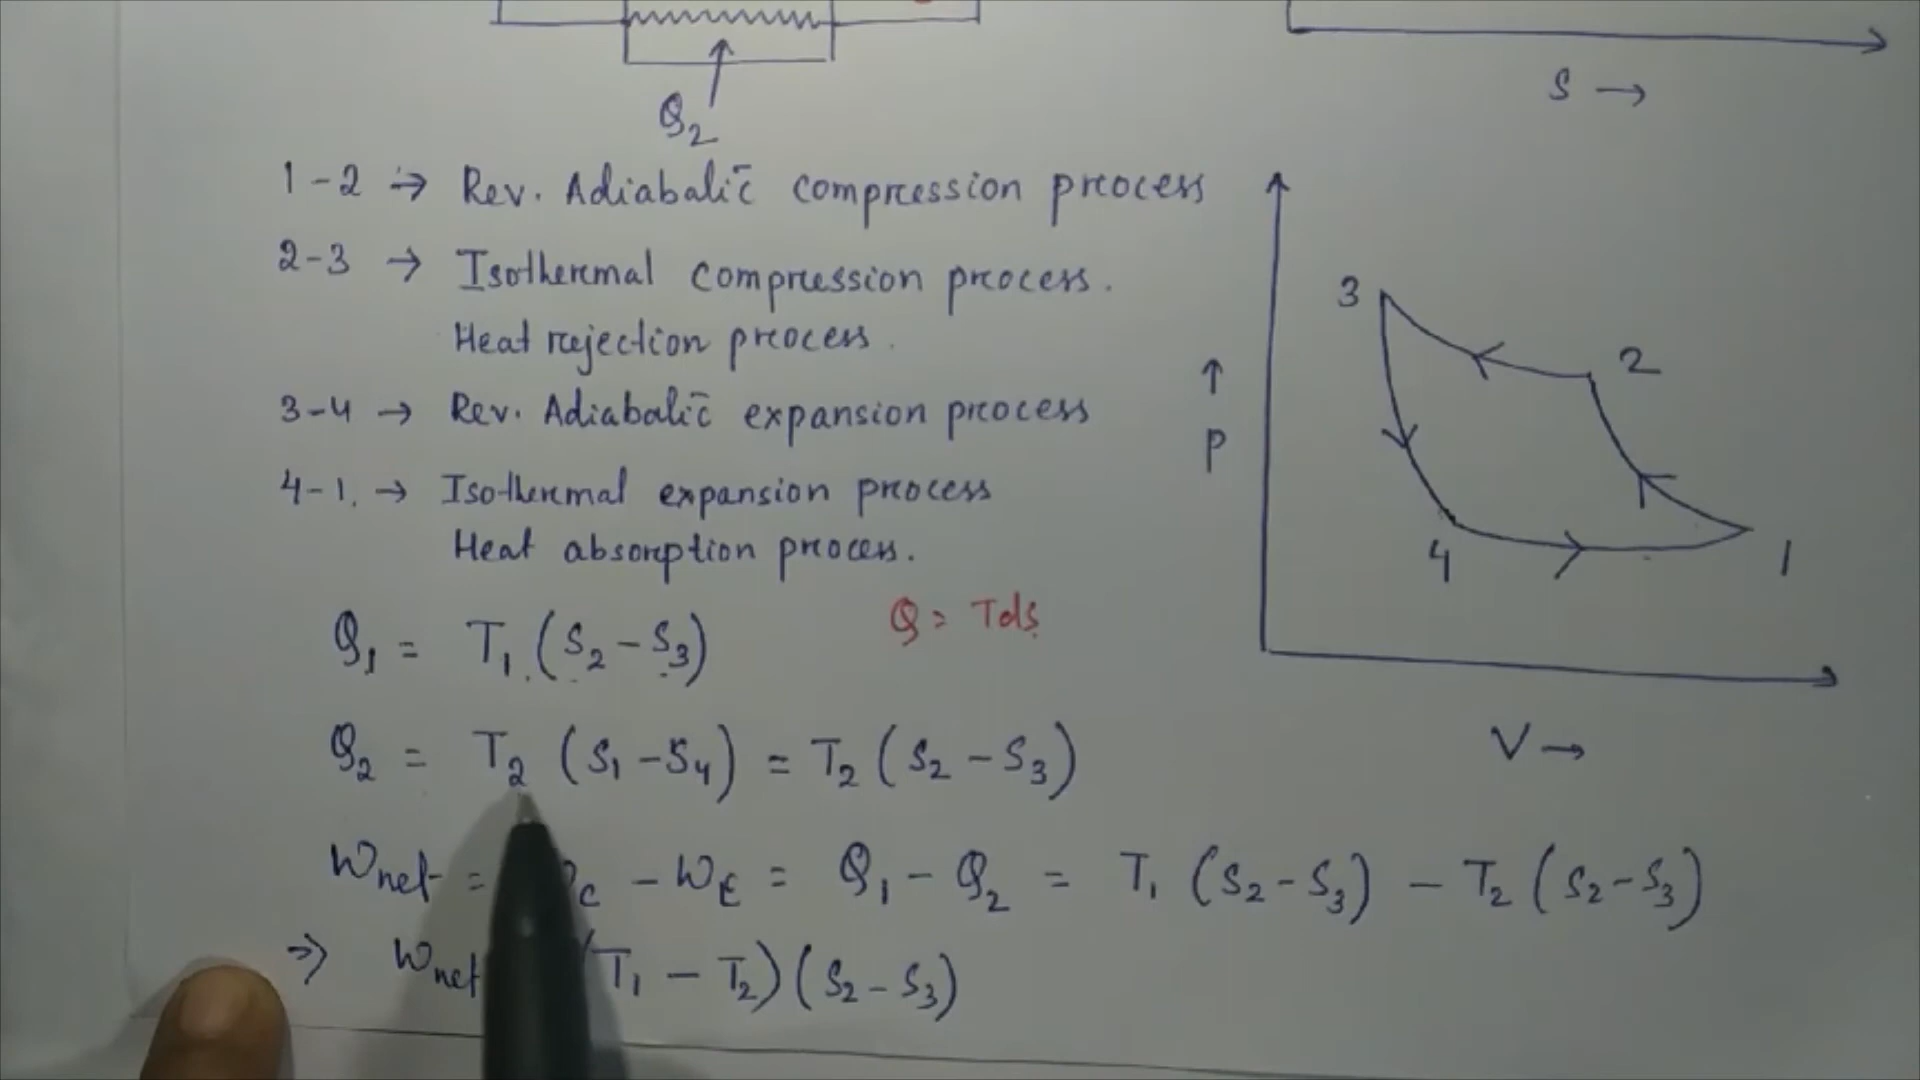 Q2
S →
1-2 → Rev. Adiabatic compression process
2-3 → Isothermal compression process.
Heat rejection process.
3-4 → Rev. Adiabatic expansion process
4-1. → Isothermal expansion process
Heat absorption process.
Q1 = T1 (S2 - S3)
Q = Tds
Q2 = T2 (S1 - S4) = T2 (S2 - S3)
Wnet = c - WE = Q1 - Q2 = T1 (S2 - S3) - T2 (S2 - S3)
⇒ Wnet (T1 - T2) (S2 - S3)
3
2
↑
P
4
1
V →